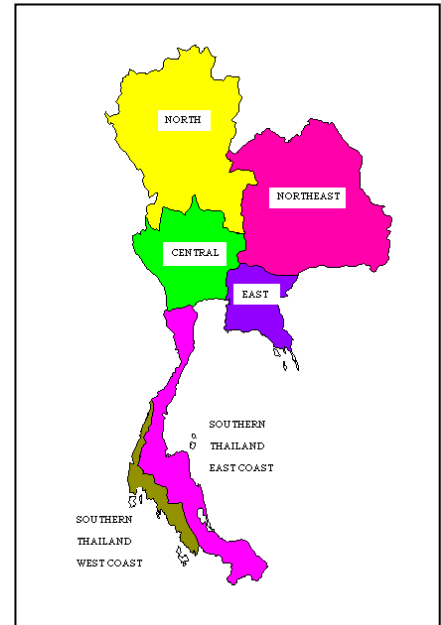 NORTH
NORTHEAST
CENTRAL
EAST
SOUTHERN
THAILAND
EAST COAST
SOUTHERN
THAILAND
WEST COAST